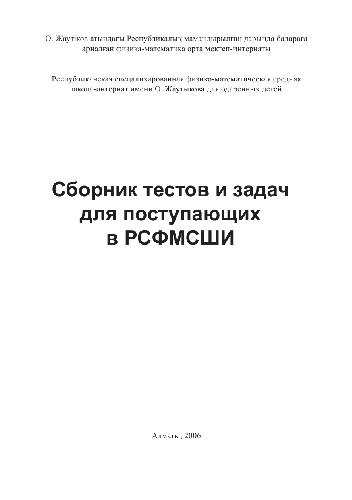 О. Жәутіков атындағы Республикалық мамандырылған дарынды балаларға
арналған физика-математика орта мектеп-интернаты
Республиканская специализированная физико-математическая средняя
школа-интернат имени О. Жаутыкова для одаренных детей
Сборник тестов и задач
для поступающих
в РСФМСШИ
Алматы, 2006